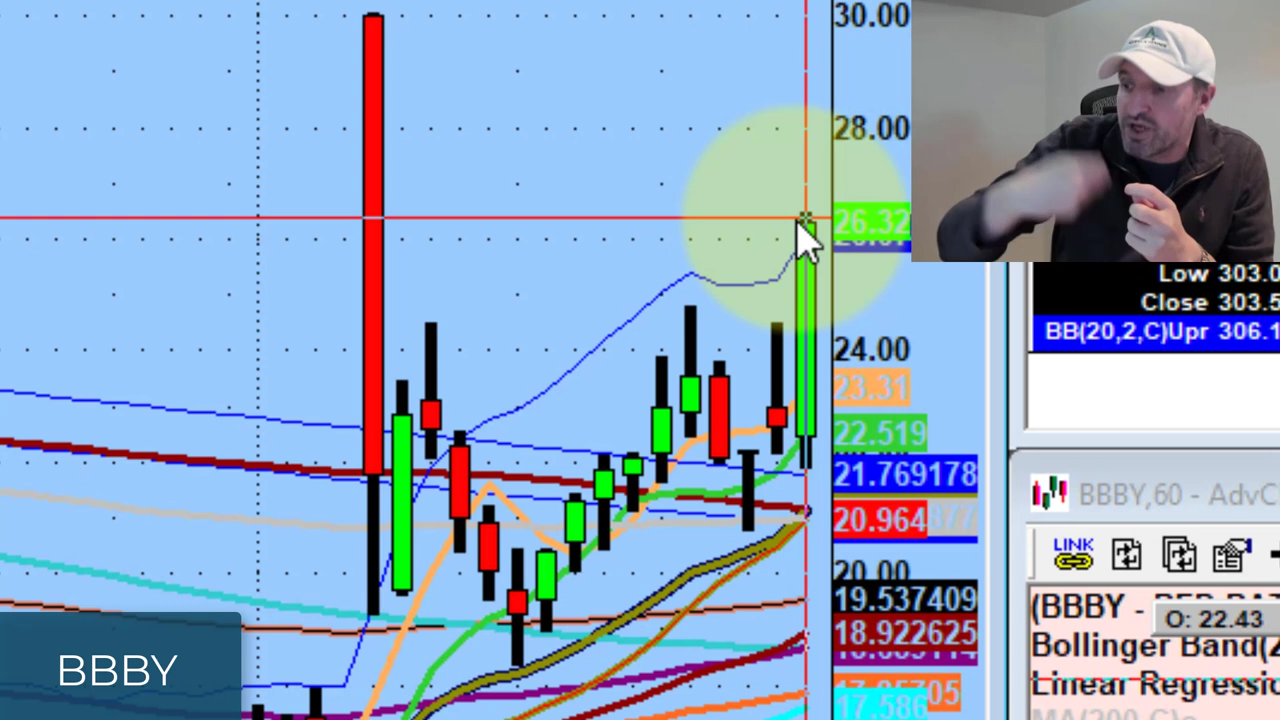 30.00
28.00
26.32
24.00
23.31
22.519
21.769178
20.964
20.00
19.537409
18.922625
17.586
Low 303.0
Close 303.5
BB(20,2,C)Upr 306.1
BBBY,60 - AdvC
LINK
(BBBY -
O: 22.43
Bollinger Band(2
Linear Regressio
BBBY